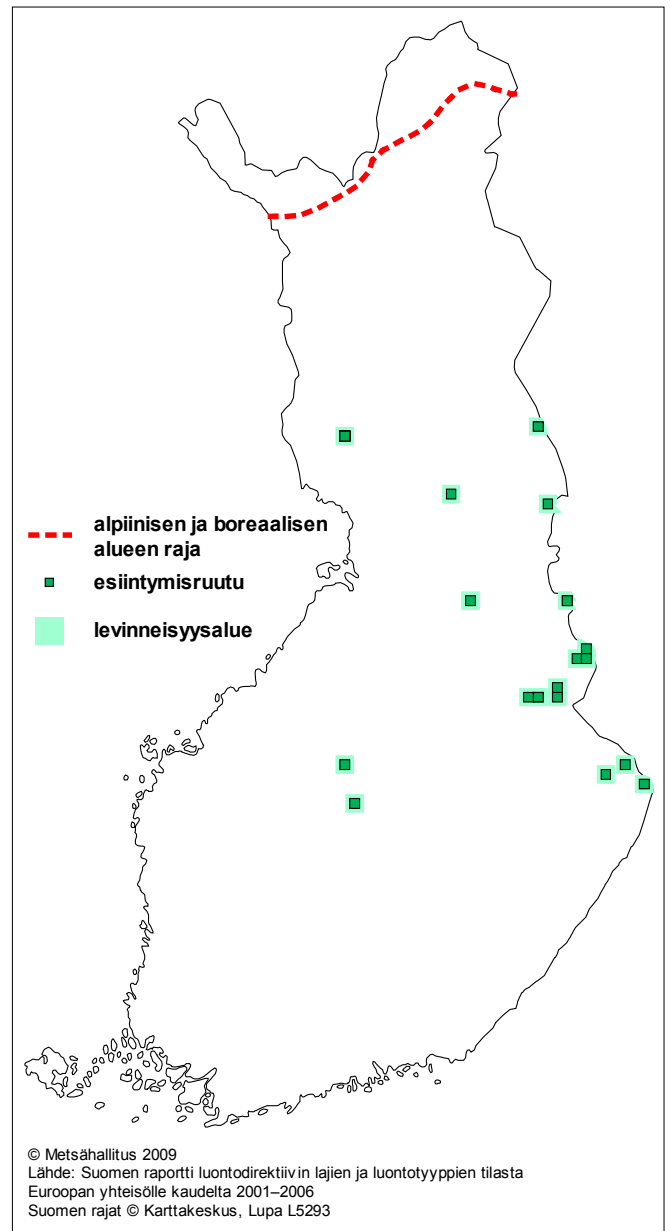 alpiinisen ja boreaalisen
alueen raja
esiintymisruutu
levinneisyysalue
© Metsähallitus 2009
Lähde: Suomen raportti luontodirektiivin lajien ja luontotyyppien tilasta
Euroopan yhteisölle kaudelta 2001–2006
Suomen rajat © Karttakeskus, Lupa L5293